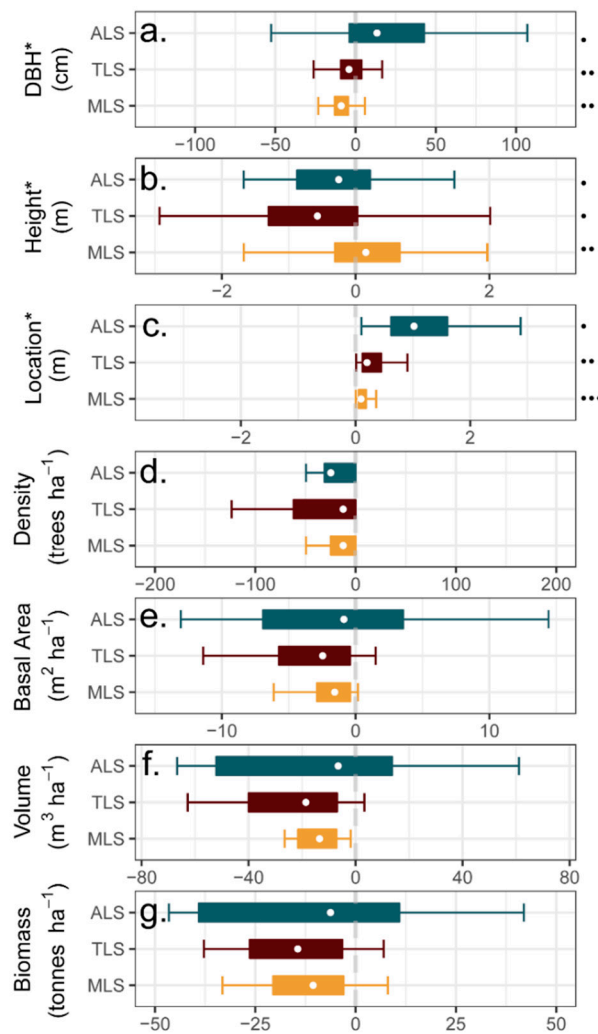 a.
DBH*
(cm)
ALS
TLS
MLS
•
••
••
−100 −50 0 50 100
b.
Height*
(m)
ALS
TLS
MLS
•
•
••
−2 0 2
c.
Location*
(m)
ALS
TLS
MLS
•
••
•••
−2 0 2
d.
Density
(trees ha−1)
ALS
TLS
MLS
−200 −100 0 100 200
e.
Basal Area
(m2 ha−1)
ALS
TLS
MLS
−10 0 10
f.
Volume
(m3 ha−1)
ALS
TLS
MLS
−80 −40 0 40 80
g.
Biomass
(tonnes ha−1)
ALS
TLS
MLS
−50 −25 0 25 50